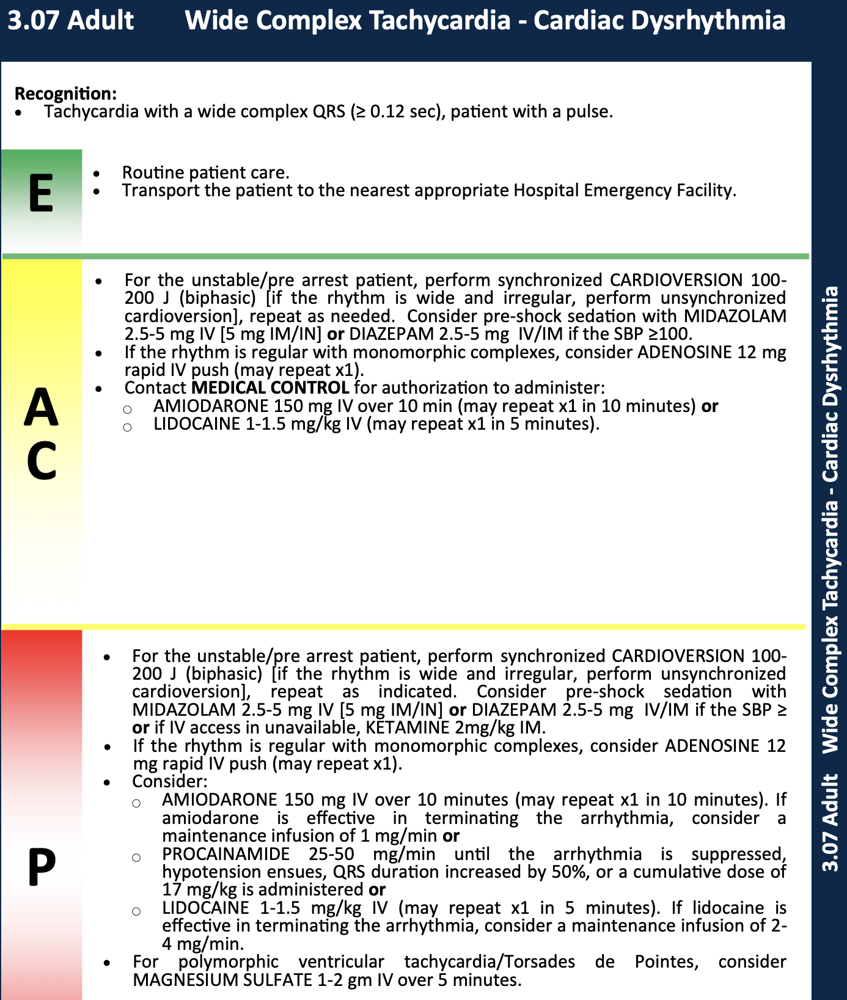 3.07 Adult Wide Complex Tachycardia - Cardiac Dysrhythmia
Recognition:
• Tachycardia with a wide complex QRS (≥ 0.12 sec), patient with a pulse.
E
• Routine patient care.
• Transport the patient to the nearest appropriate Hospital Emergency Facility.
A
C
• For the unstable/pre arrest patient, perform synchronized CARDIOVERSION 100-
200 J (biphasic) [if the rhythm is wide and irregular, perform unsynchronized
cardioversion], repeat as needed. Consider pre-shock sedation with MIDAZOLAM
2.5-5 mg IV [5 mg IM/IN] or DIAZEPAM 2.5-5 mg IV/IM if the SBP ≥100.
• If the rhythm is regular with monomorphic complexes, consider ADENOSINE 12 mg
rapid IV push (may repeat x1).
• Contact MEDICAL CONTROL for authorization to administer:
○ AMIODARONE 150 mg IV over 10 min (may repeat x1 in 10 minutes) or
○ LIDOCAINE 1-1.5 mg/kg IV (may repeat x1 in 5 minutes).
P
• For the unstable/pre arrest patient, perform synchronized CARDIOVERSION 100-
200 J (biphasic) [if the rhythm is wide and irregular, perform unsynchronized
cardioversion], repeat as indicated. Consider pre-shock sedation with
MIDAZOLAM 2.5-5 mg IV [5 mg IM/IN] or DIAZEPAM 2.5-5 mg IV/IM if the SBP ≥
or if IV access in unavailable, KETAMINE 2mg/kg IM.
• If the rhythm is regular with monomorphic complexes, consider ADENOSINE 12
mg rapid IV push (may repeat x1).
• Consider:
○ AMIODARONE 150 mg IV over 10 minutes (may repeat x1 in 10 minutes). If
amiodarone is effective in terminating the arrhythmia, consider a
maintenance infusion of 1 mg/min or
○ PROCAINAMIDE 25-50 mg/min until the arrhythmia is suppressed,
hypotension ensues, QRS duration increased by 50%, or a cumulative dose of
17 mg/kg is administered or
○ LIDOCAINE 1-1.5 mg/kg IV (may repeat x1 in 5 minutes). If lidocaine is
effective in terminating the arrhythmia, consider a maintenance infusion of 2-
4 mg/min.
• For polymorphic ventricular tachycardia/Torsades de Pointes, consider
MAGNESIUM SULFATE 1-2 gm IV over 5 minutes.
3.07 Adult Wide Complex Tachycardia - Cardiac Dysrhythmia